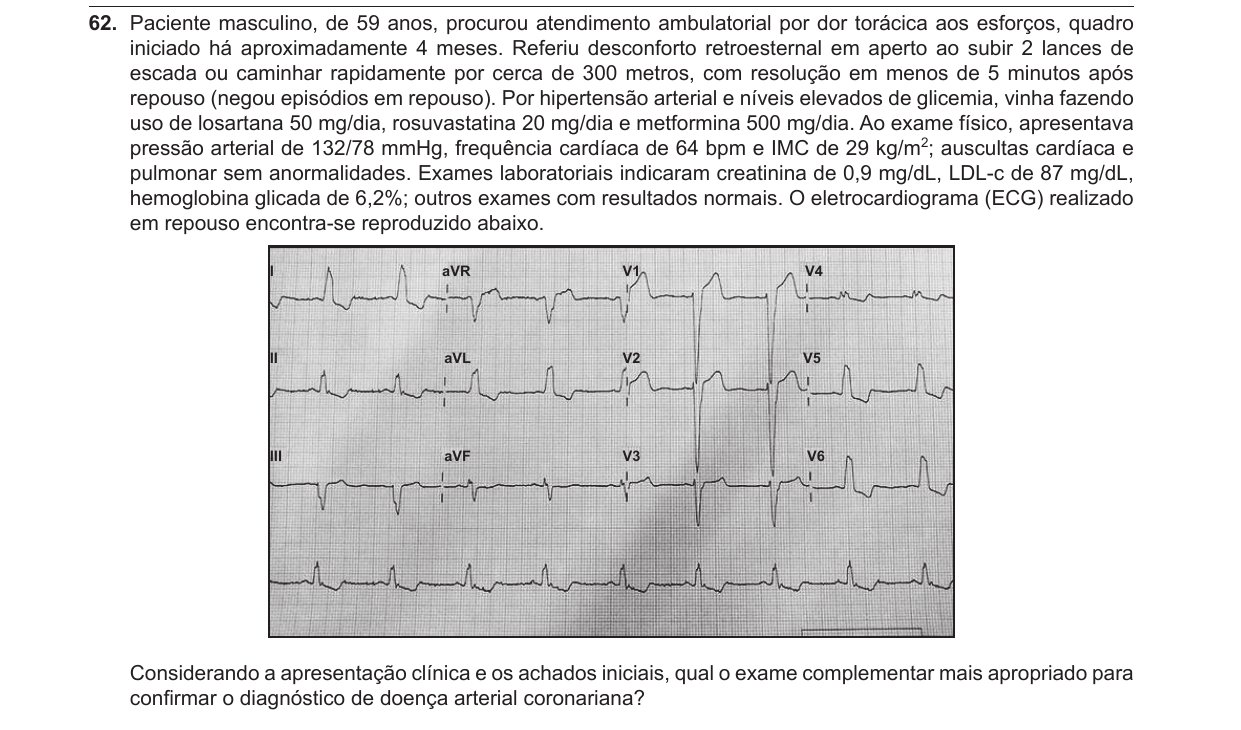 62. Paciente masculino, de 59 anos, procurou atendimento ambulatorial por dor torácica aos esforços, quadro
iniciado há aproximadamente 4 meses. Referiu desconforto retroesternal em aperto ao subir 2 lances de
escada ou caminhar rapidamente por cerca de 300 metros, com resolução em menos de 5 minutos após
repouso (negou episódios em repouso). Por hipertensão arterial e níveis elevados de glicemia, vinha fazendo
uso de losartana 50 mg/dia, rosuvastatina 20 mg/dia e metformina 500 mg/dia. Ao exame físico, apresentava
pressão arterial de 132/78 mmHg, frequência cardíaca de 64 bpm e IMC de 29 kg/m²; auscultas cardíaca e
pulmonar sem anormalidades. Exames laboratoriais indicaram creatinina de 0,9 mg/dL, LDL-c de 87 mg/dL,
hemoglobina glicada de 6,2%; outros exames com resultados normais. O eletrocardiograma (ECG) realizado
em repouso encontra-se reproduzido abaixo.
I aVR V1 V4
II aVL V2 V5
III aVF V3 V6
Considerando a apresentação clínica e os achados iniciais, qual o exame complementar mais apropriado para
confirmar o diagnóstico de doença arterial coronariana?